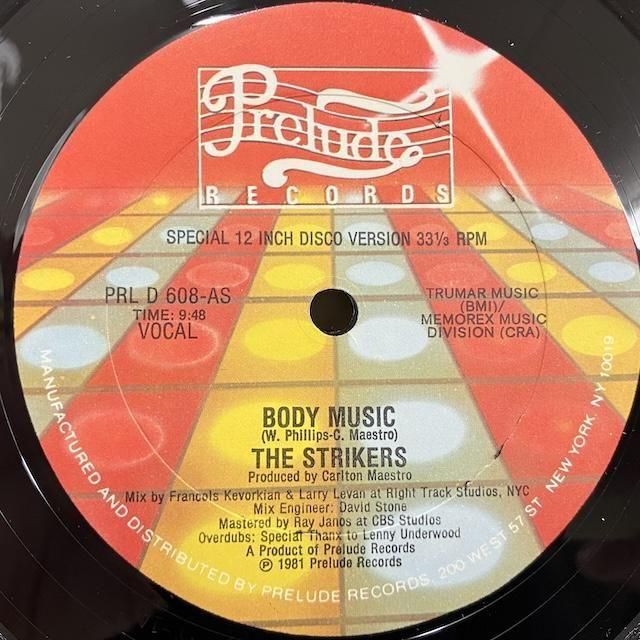 Prelude
RECORDS
SPECIAL 12 INCH DISCO VERSION 33⅓ RPM
PRL D 608-AS
TIME: 9:48
VOCAL
TRUMAR MUSIC
(BMI)/
MEMOREX MUSIC
DIVISION (CRA)
BODY MUSIC
(W. Phillips-C. Maestro)
THE STRIKERS
Produced by Carlton Maestro
Mix by Francois Kevorkian & Larry Levan at Right Track Studios, NYC
Mix Engineer: David Stone
Mastered by Ray Janos at CBS Studios
Overdubs: Special Thanx to Lenny Underwood
A Product of Prelude Records
℗ 1981 Prelude Records
MANUFACTURED AND DISTRIBUTED BY PRELUDE RECORDS, 200 WEST 57 ST NEW YORK, NY 10019